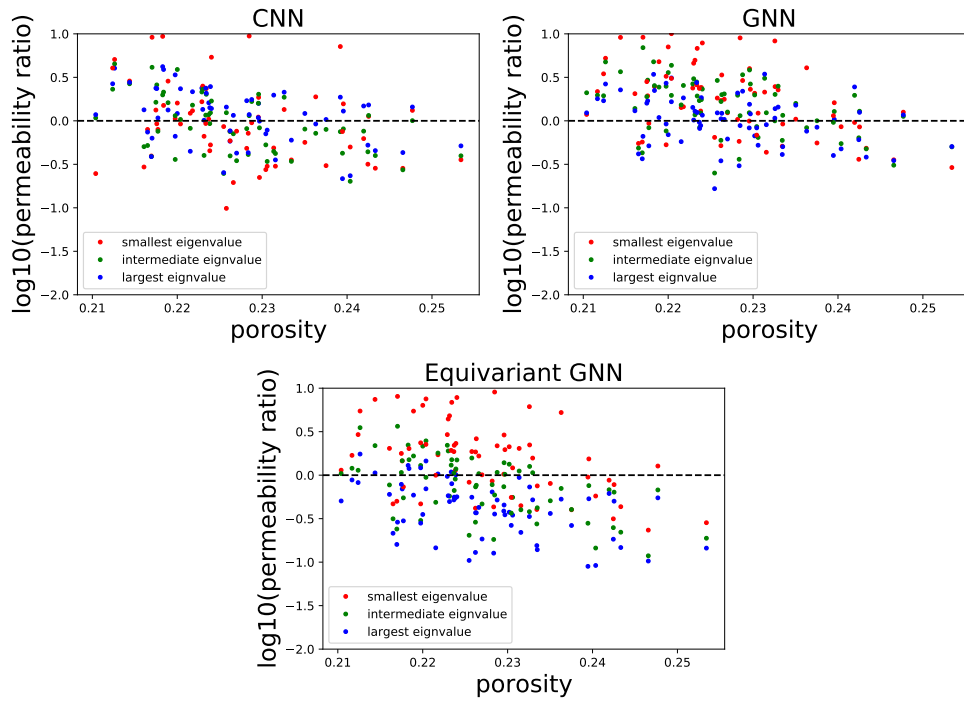 CNN
log10(permeability ratio)
1.0
0.5
0.0
−0.5
−1.0
−1.5
−2.0
smallest eigenvalue
intermediate eignvalue
largest eignvalue
0.21 0.22 0.23 0.24 0.25
porosity
GNN
log10(permeability ratio)
1.0
0.5
0.0
−0.5
−1.0
−1.5
−2.0
smallest eigenvalue
intermediate eignvalue
largest eignvalue
0.21 0.22 0.23 0.24 0.25
porosity
Equivariant GNN
log10(permeability ratio)
1.0
0.5
0.0
−0.5
−1.0
−1.5
−2.0
smallest eigenvalue
intermediate eignvalue
largest eignvalue
0.21 0.22 0.23 0.24 0.25
porosity